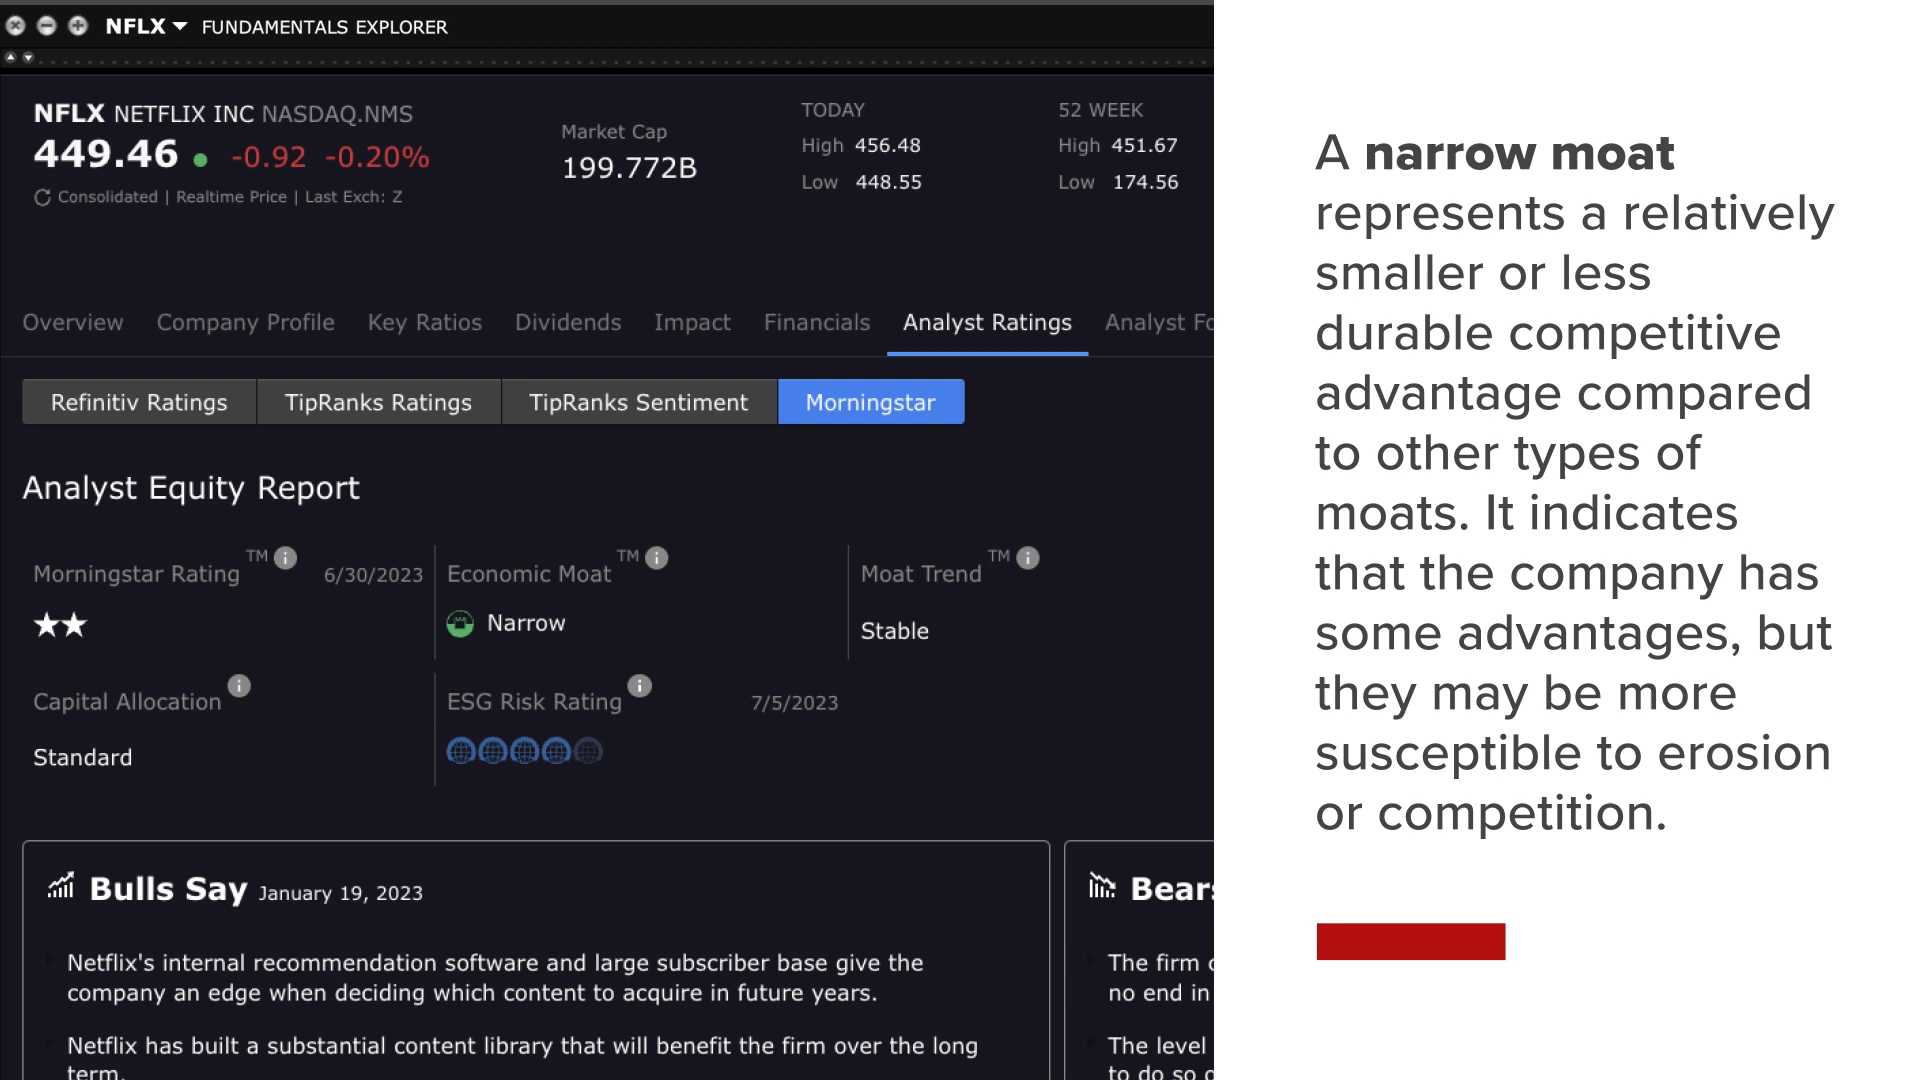 NFLX FUNDAMENTALS EXPLORER
NFLX NETFLIX INC NASDAQ.NMS
449.46 -0.92 -0.20%
Consolidated | Realtime Price | Last Exch: Z
Market Cap
199.772B
TODAY
High 456.48
Low 448.55
52 WEEK
High 451.67
Low 174.56
Overview Company Profile Key Ratios Dividends Impact Financials Analyst Ratings Analyst Fo
Refinitiv Ratings TipRanks Ratings TipRanks Sentiment Morningstar
Analyst Equity Report
Morningstar Rating TM 6/30/2023
Economic Moat TM
Narrow
Moat Trend TM
Stable
Capital Allocation
Standard
ESG Risk Rating 7/5/2023
Bulls Say January 19, 2023
Netflix's internal recommendation software and large subscriber base give the
company an edge when deciding which content to acquire in future years.
Netflix has built a substantial content library that will benefit the firm over the long
term.
Bears
The firm
no end in
The level
to do so
A narrow moat
represents a relatively
smaller or less
durable competitive
advantage compared
to other types of
moats. It indicates
that the company has
some advantages, but
they may be more
susceptible to erosion
or competition.